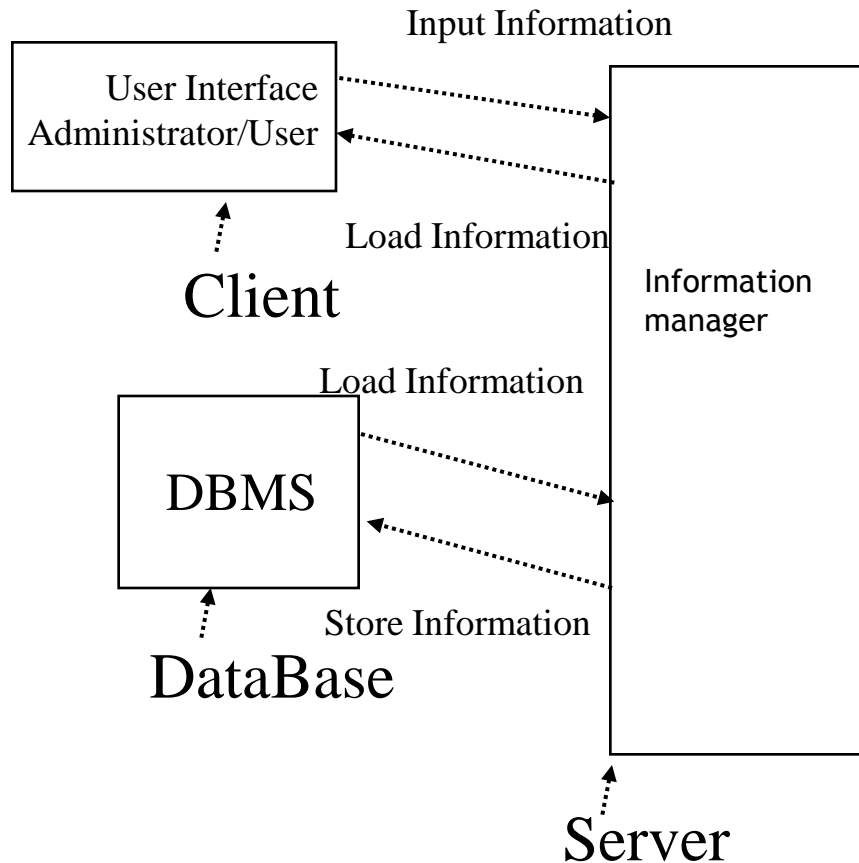 Input Information
User Interface
Administrator/User
Load Information
Client
Information
manager
Load Information
DBMS
Store Information
DataBase
Server